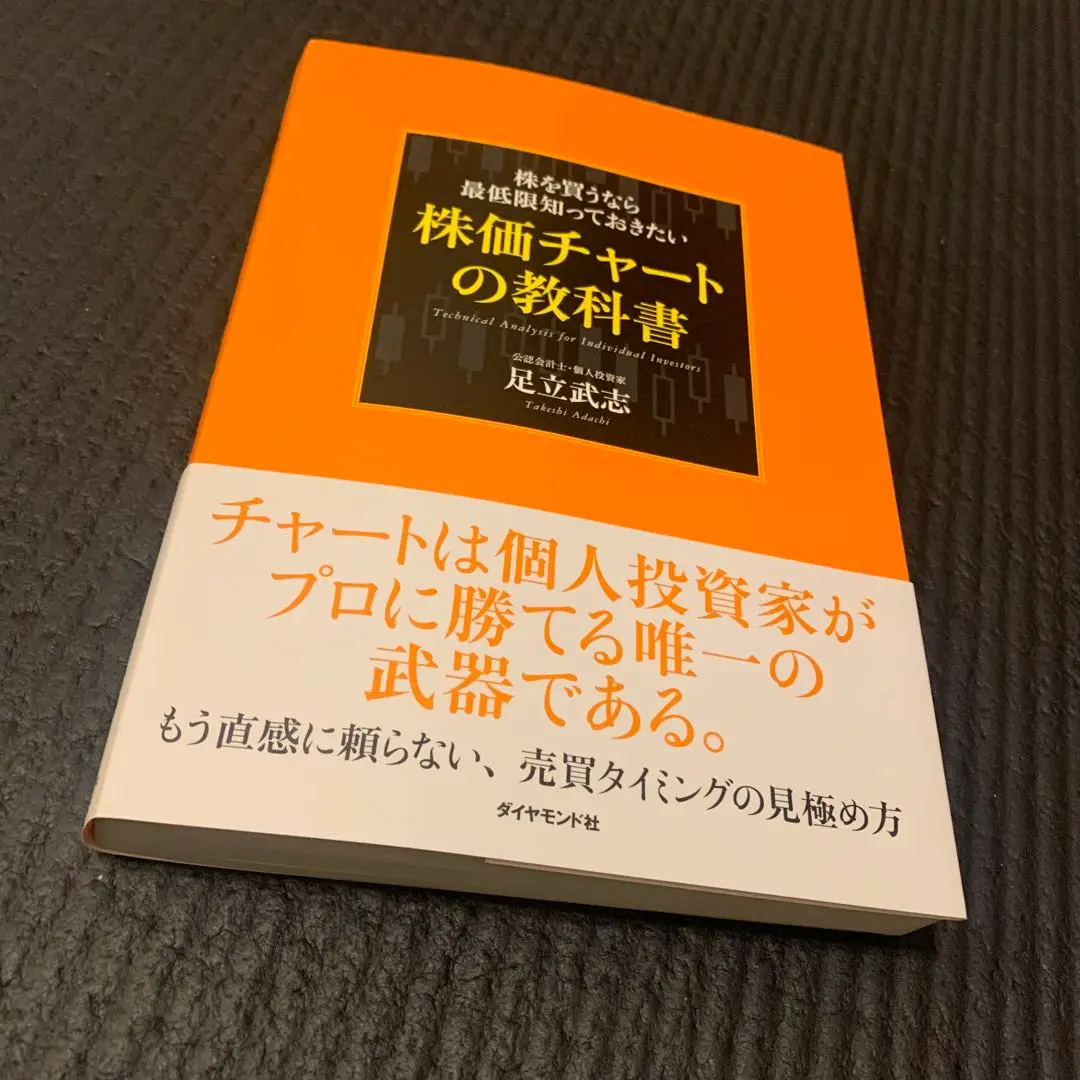 株を買うなら
最低限知っておきたい
株価チャート
の教科書
Technical Analysis for Individual Investors
公認会計士・個人投資家
足立武志
Takeshi Adachi
チャートは個人投資家が
プロに勝てる唯一の
武器である。
もう直感に頼らない、売買タイミングの見極め方
ダイヤモンド社